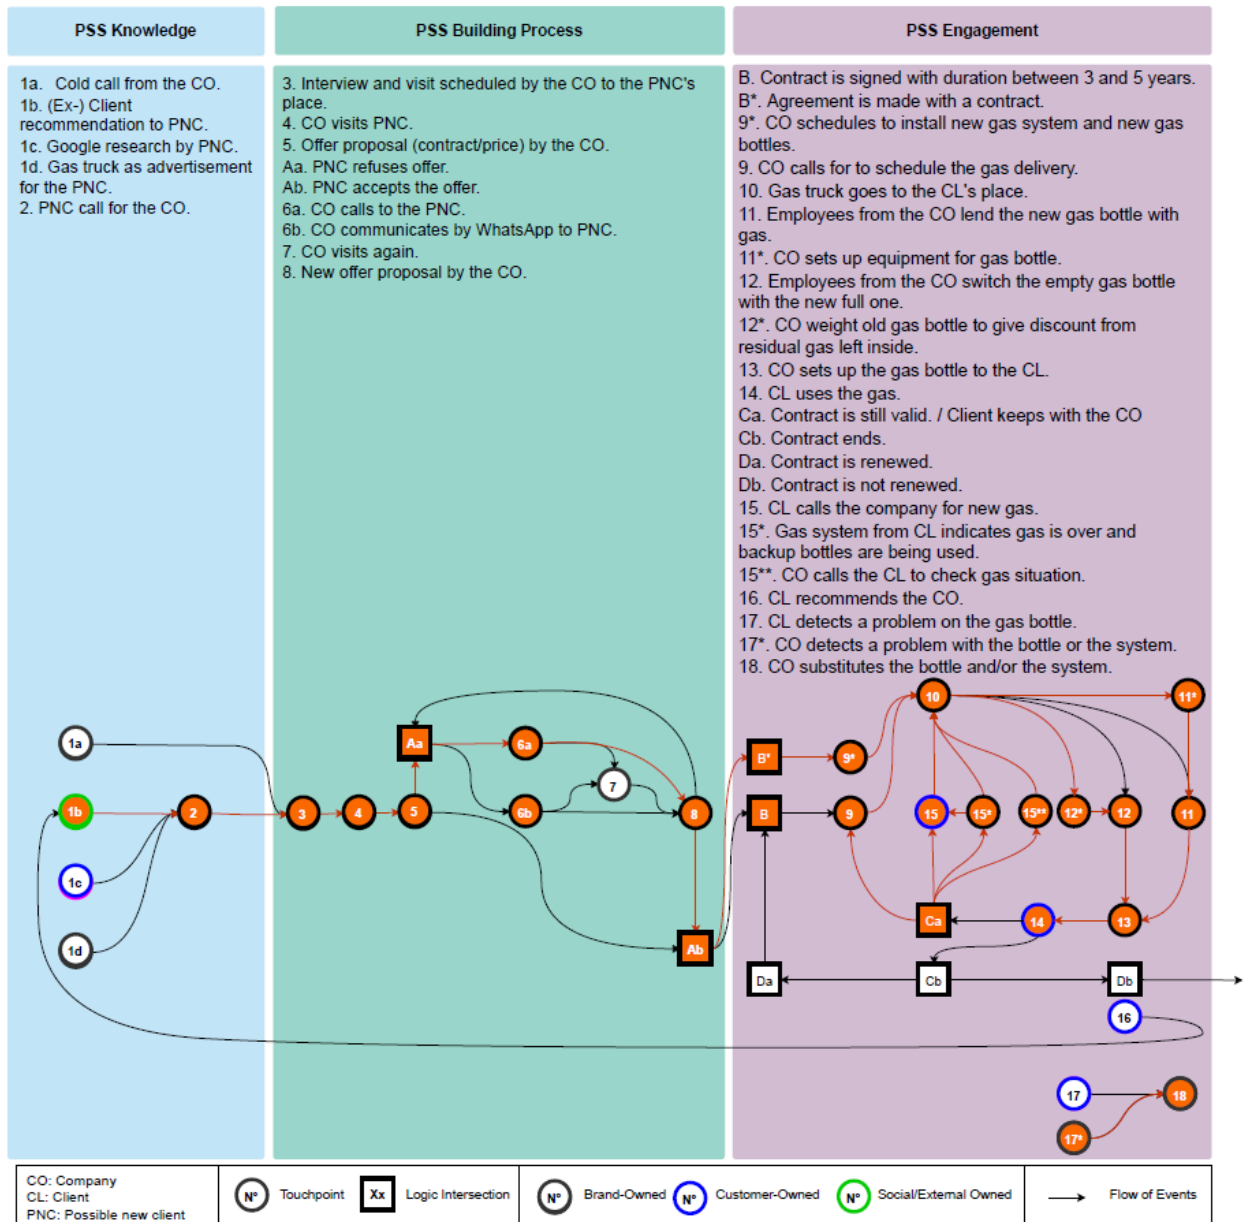 PSS Knowledge
PSS Building Process
PSS Engagement
1a. Cold call from the CO.
1b. (Ex-) Client
recommendation to PNC.
1c. Google research by PNC.
1d. Gas truck as advertisement
for the PNC.
2. PNC call for the CO.
3. Interview and visit scheduled by the CO to the PNC's
place.
4. CO visits PNC.
5. Offer proposal (contract/price) by the CO.
Aa. PNC refuses offer.
Ab. PNC accepts the offer.
6a. CO calls to the PNC.
6b. CO communicates by WhatsApp to PNC.
7. CO visits again.
8. New offer proposal by the CO.
B. Contract is signed with duration between 3 and 5 years.
B*. Agreement is made with a contract.
9*. CO schedules to install new gas system and new gas
bottles.
9. CO calls for to schedule the gas delivery.
10. Gas truck goes to the CL's place.
11. Employees from the CO lend the new gas bottle with
gas.
11*. CO sets up equipment for gas bottle.
12. Employees from the CO switch the empty gas bottle
with the new full one.
12*. CO weight old gas bottle to give discount from
residual gas left inside.
13. CO sets up the gas bottle to the CL.
14. CL uses the gas.
Ca. Contract is still valid. / Client keeps with the CO
Cb. Contract ends.
Da. Contract is renewed.
Db. Contract is not renewed.
15. CL calls the company for new gas.
15*. Gas system from CL indicates gas is over and
backup bottles are being used.
15**. CO calls the CL to check gas situation.
16. CL recommends the CO.
17. CL detects a problem on the gas bottle.
17*. CO detects a problem with the bottle or the system.
18. CO substitutes the bottle and/or the system.
10
11*
1a
Aa
6a
B*
9*
7
1b
2
3
4
5
6b
8
B
9
15
15*
15**
12*
12
11
1c
1d
Ab
Ca
14
13
Da
Cb
Db
16
17
18
17*
CO: Company
CL: Client
PNC: Possible new client
Nº
Touchpoint
Xx
Logic Intersection
Nº
Brand-Owned
Nº
Customer-Owned
Nº
Social/External Owned
Flow of Events